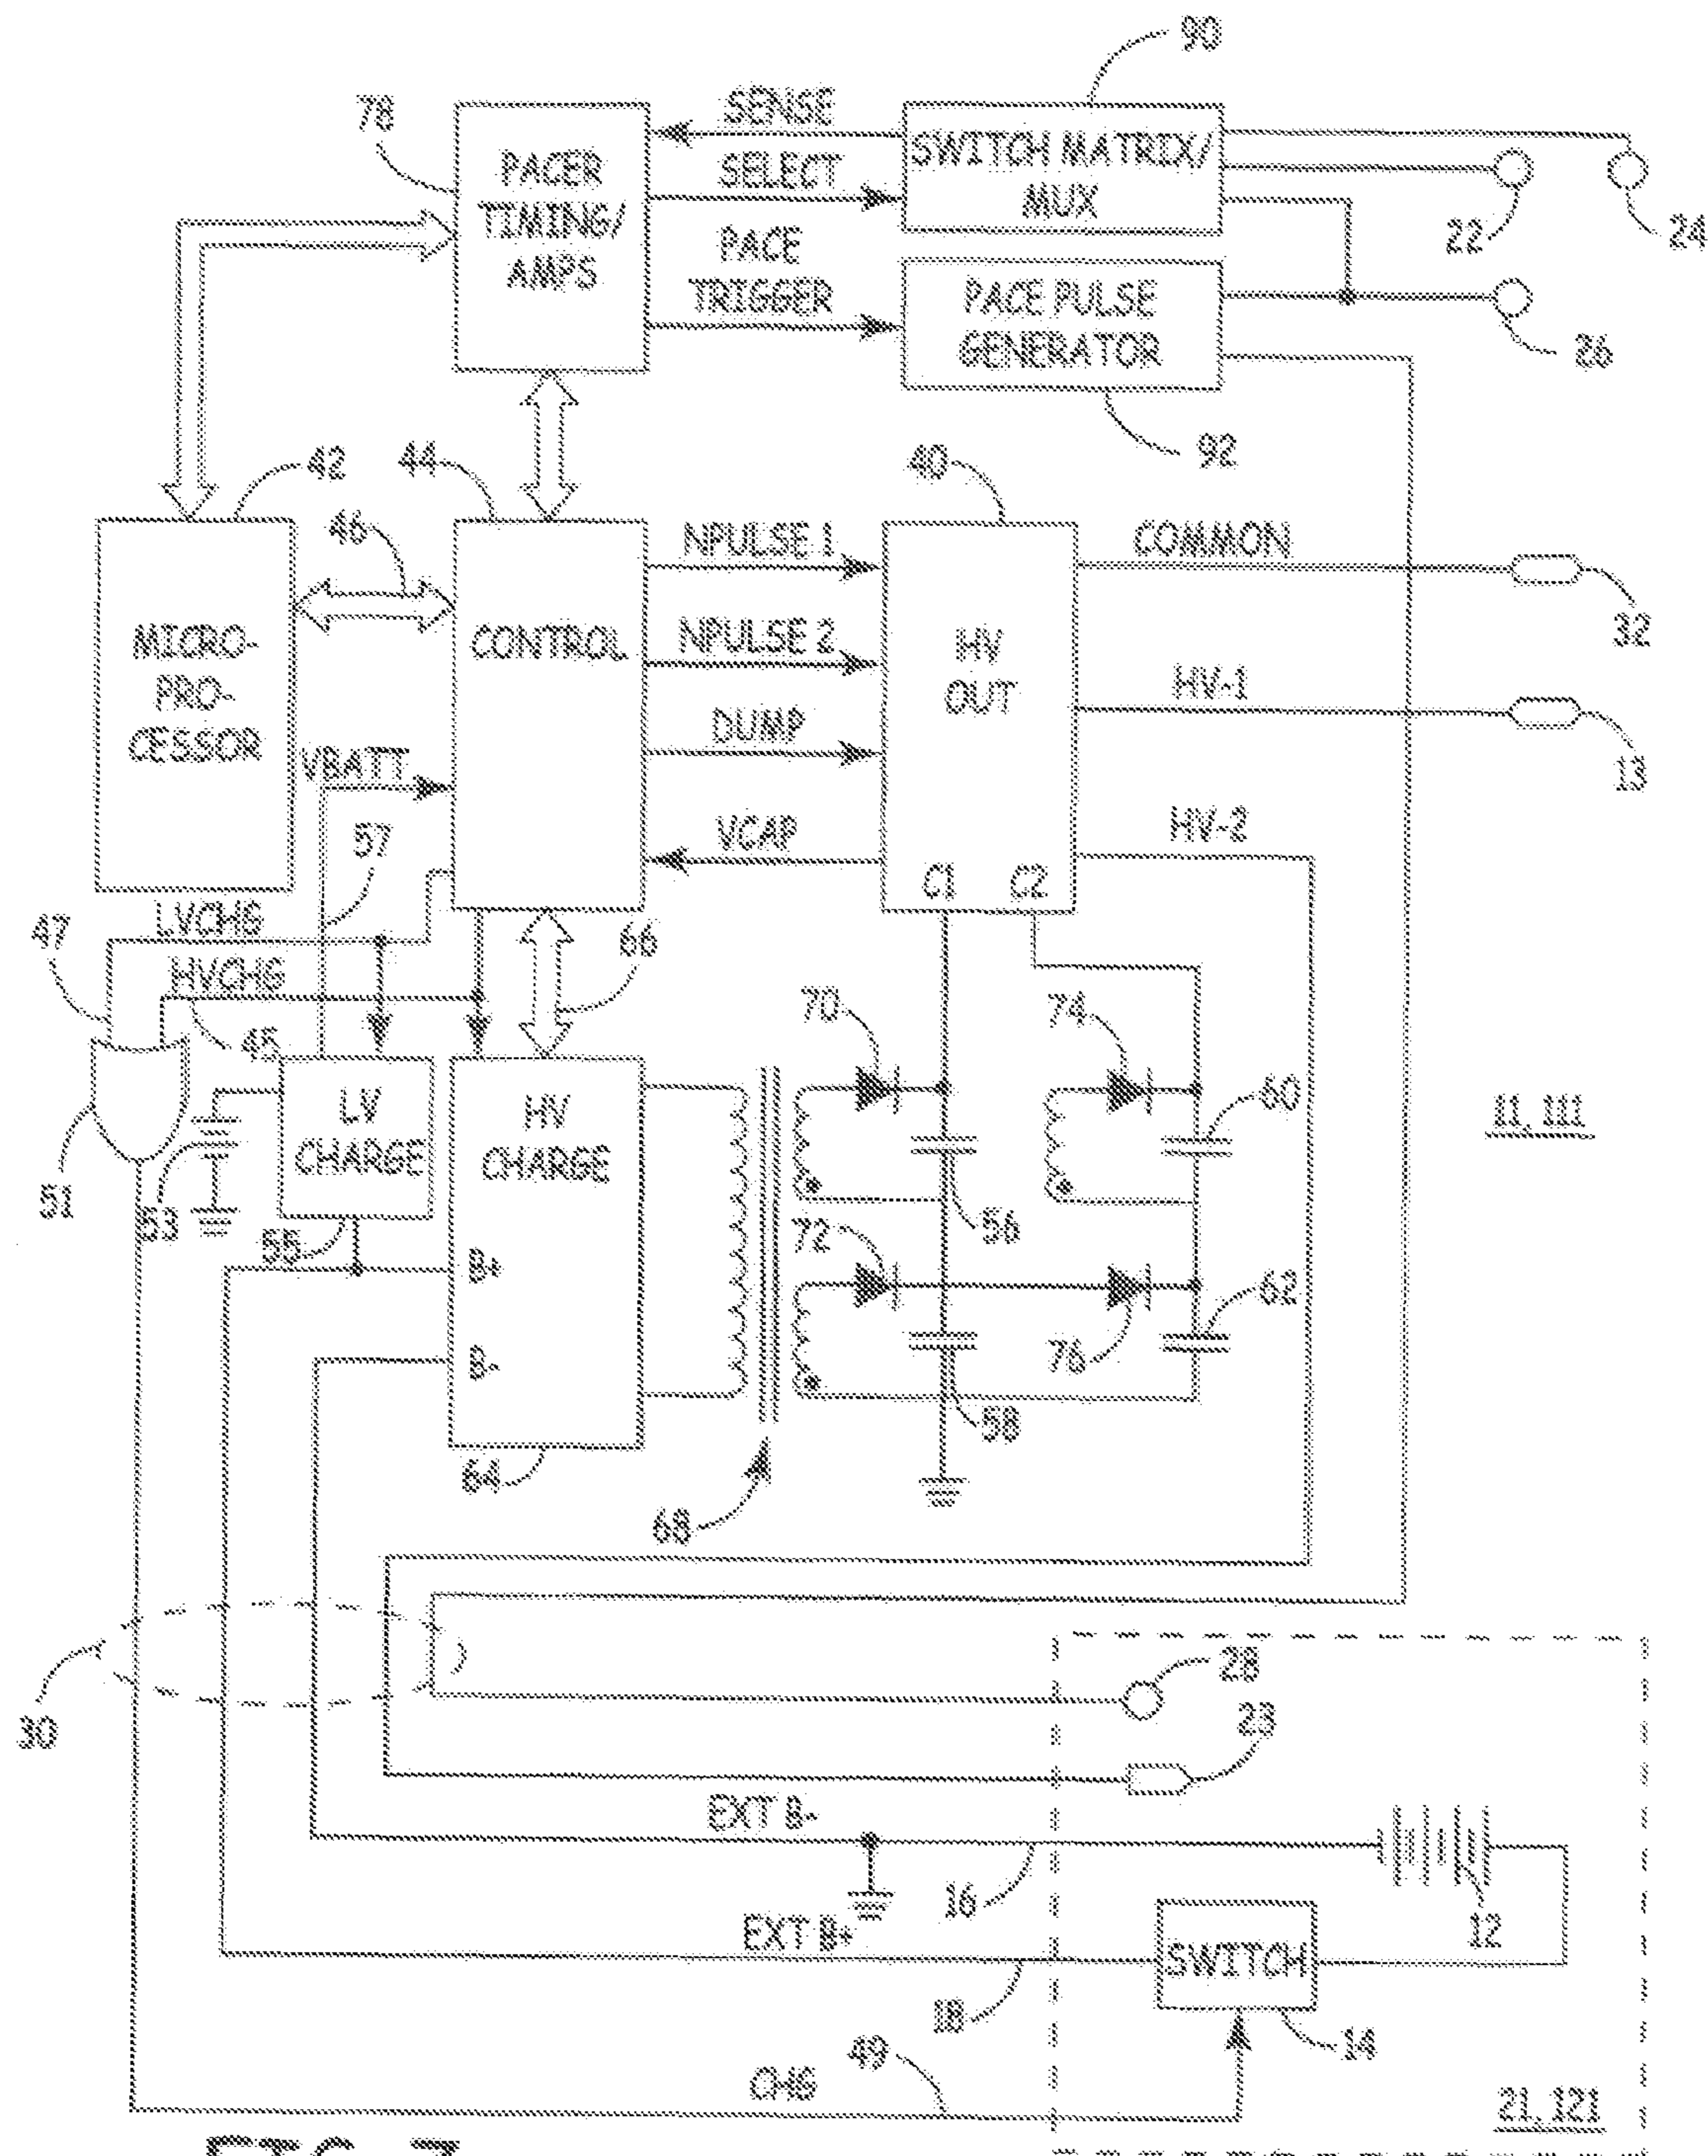 90
78
SENSE
PACER
TIMING/
AMPS
SELECT
SWITCH MATRIX/
MUX
PACE
TRIGGER
22
24
PACE PULSE
GENERATOR
26
92
42
44
46
40
MICRO-
PRO-
CESSOR
CONTROL
NPULSE 1
NPULSE 2
DUMP
VCAP
HV
OUT
C1
C2
COMMON
32
HV-1
13
HV-2
VBATT
57
47
LVCHG
HVCHG
45
66
70
74
51
53
LV
CHARGE
55
HV
CHARGE
B+
B-
64
68
60
56
72
62
76
58
11, 111
30
28
23
EXT B-
16
12
EXT B+
SWITCH
18
14
49
CHG
21, 121